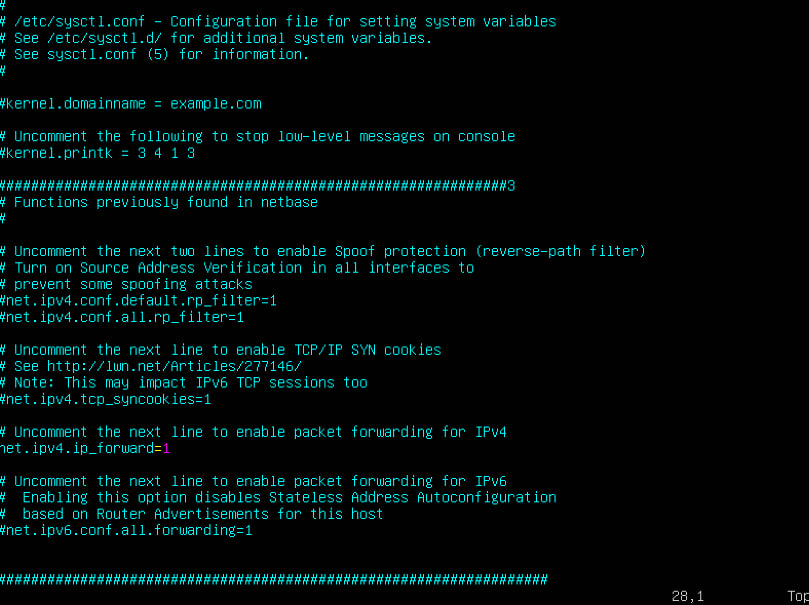 #
# /etc/sysctl.conf - Configuration file for setting system variables
# See /etc/sysctl.d/ for additional system variables.
# See sysctl.conf (5) for information.
#
#kernel.domainname = example.com
# Uncomment the following to stop low-level messages on console
#kernel.printk = 3 4 1 3
##############################################################3
# Functions previously found in netbase
#
# Uncomment the next two lines to enable Spoof protection (reverse-path filter)
# Turn on Source Address Verification in all interfaces to
# prevent some spoofing attacks
#net.ipv4.conf.default.rp_filter=1
#net.ipv4.conf.all.rp_filter=1
# Uncomment the next line to enable TCP/IP SYN cookies
# See http://lwn.net/Articles/277146/
# Note: This may impact IPv6 TCP sessions too
#net.ipv4.tcp_syncookies=1
# Uncomment the next line to enable packet forwarding for IPv4
net.ipv4.ip_forward=1
# Uncomment the next line to enable packet forwarding for IPv6
#  Enabling this option disables Stateless Address Autoconfiguration
#  based on Router Advertisements for this host
#net.ipv6.conf.all.forwarding=1
###################################################################
28,1 Top